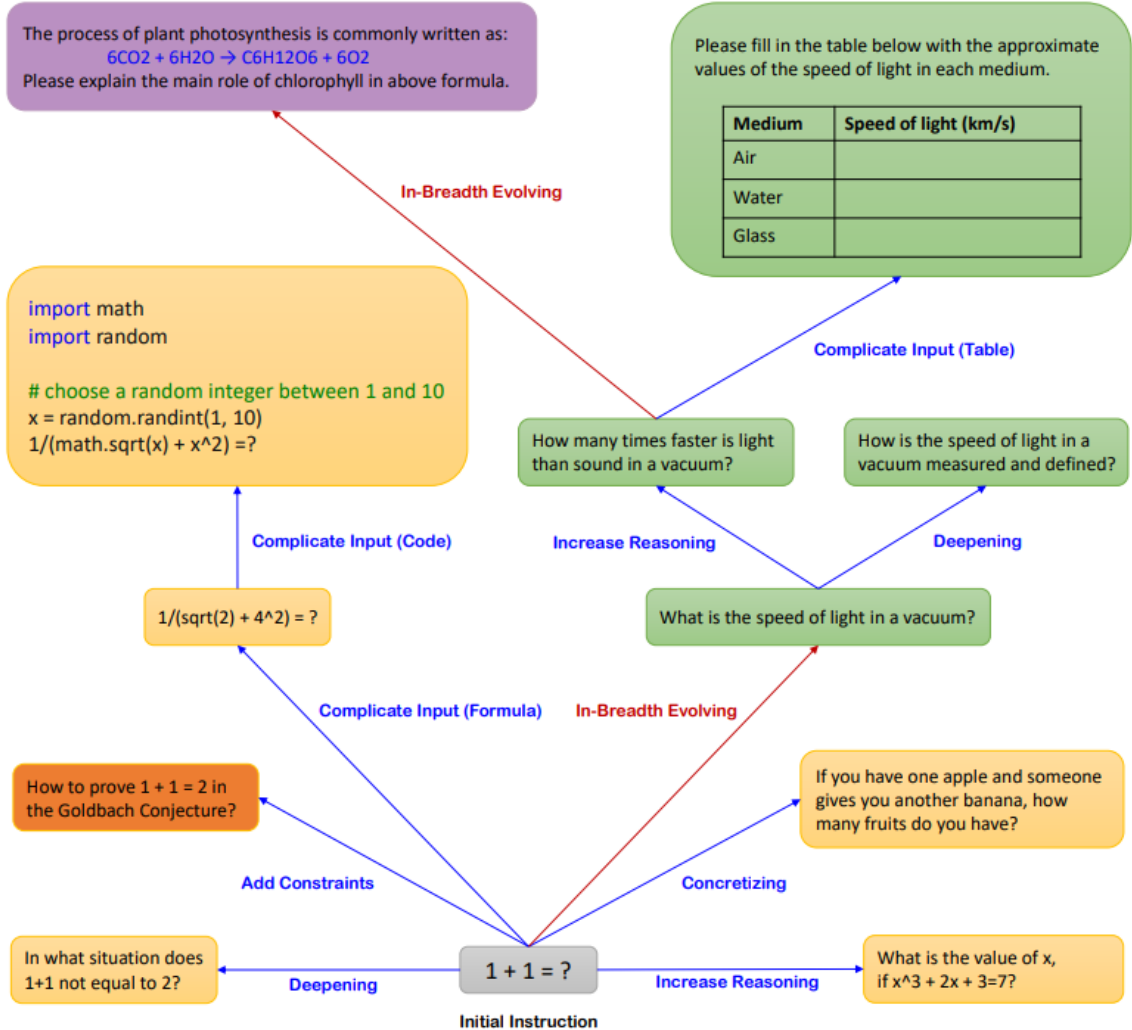 The process of plant photosynthesis is commonly written as:
6CO2 + 6H2O → C6H12O6 + 6O2
Please explain the main role of chlorophyll in above formula.
Please fill in the table below with the approximate
values of the speed of light in each medium.
Medium Speed of light (km/s)
Air
Water
Glass
In-Breadth Evolving
Complicate Input (Table)
import math
import random
# choose a random integer between 1 and 10
x = random.randint(1, 10)
1/(math.sqrt(x) + x^2) =?
How many times faster is light
than sound in a vacuum?
How is the speed of light in a
vacuum measured and defined?
Complicate Input (Code)
Increase Reasoning
Deepening
1/(sqrt(2) + 4^2) = ?
What is the speed of light in a vacuum?
Complicate Input (Formula)
In-Breadth Evolving
How to prove 1 + 1 = 2 in
the Goldbach Conjecture?
If you have one apple and someone
gives you another banana, how
many fruits do you have?
Add Constraints
Concretizing
In what situation does
1+1 not equal to 2?
Deepening
1 + 1 = ?
Increase Reasoning
What is the value of x,
if x^3 + 2x + 3=7?
Initial Instruction